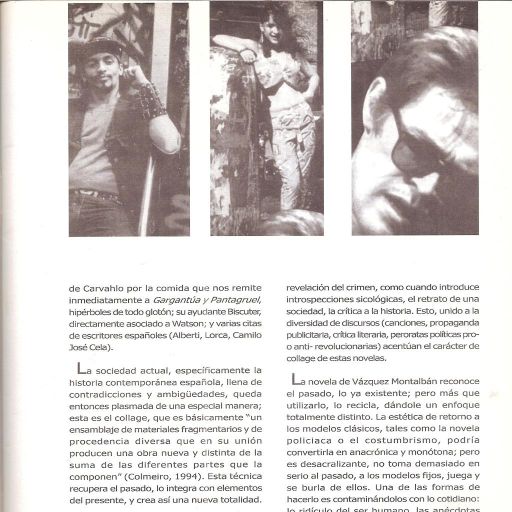 de Carvahlo por la comida que nos remite
inmediatamente a Gargantúa y Pantagruel,
hipérboles de todo glotón; su ayudante Biscuter,
directamente asociado a Watson; y varias citas
de escritores españoles (Alberti, Lorca, Camilo
José Cela).
La sociedad actual, específicamente la
historia contemporánea española, llena de
contradicciones y ambigüedades, queda
entonces plasmada de una especial manera;
esta es el collage, que es básicamente "un
ensamblaje de materiales fragmentarios y de
procedencia diversa que en su unión
producen una obra nueva y distinta de la
suma de las diferentes partes que la
componen" (Colmeiro, 1994). Esta técnica
recupera el pasado, lo integra con elementos
del presente, y crea así una nueva totalidad.
revelación del crimen, como cuando introduce
introspecciones sicológicas, el retrato de una
sociedad, la crítica a la historia. Esto, unido a la
diversidad de discursos (canciones, propaganda
publicitaria, crítica literaria, peroratas políticas pro-
o anti- revolucionarias) acentúan el carácter de
collage de estas novelas.
La novela de Vázquez Montalbán reconoce
el pasado, lo ya existente; pero más que
utilizarlo, lo recicla, dándole un enfoque
totalmente distinto. La estética de retorno a
los modelos clásicos, tales como la novela
policiaca o el costumbrismo, podría
convertirla en anacrónica y monótona; pero
es desacralizante, no toma demasiado en
serio al pasado, a los modelos fijos, juega y
se burla de ellos. Una de las formas de
hacerlo es contaminándolos con lo cotidiano:
lo ridículo del ser humano, las anécdotas